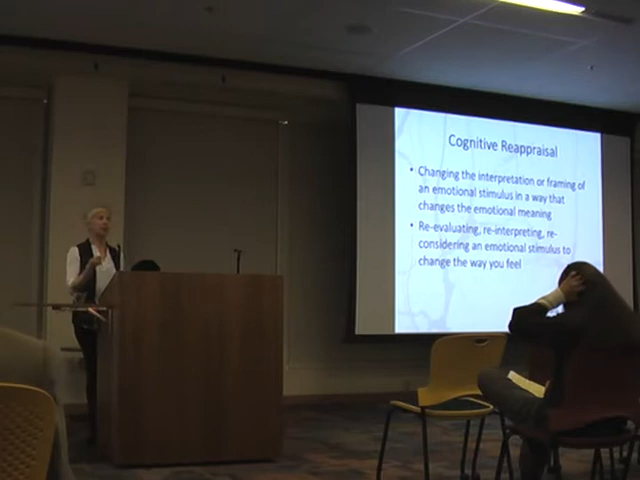 Cognitive Reappraisal
• Changing the interpretation or framing of
an emotional stimulus in a way that
changes the emotional meaning
• Re-evaluating, re-interpreting, re-
considering an emotional stimulus to
change the way you feel